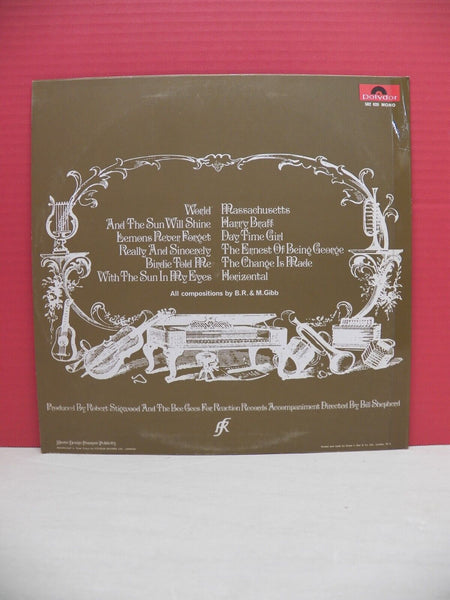 Polydor
582 020 MONO
World
And The Sun Will Shine
Lemons Never Forget
Really And Sincerely
Birdie Told Me
With The Sun In My Eyes
Massachusetts
Harry Braff
Day Time Girl
The Ernest Of Being George
The Change Is Made
Horizontal
All compositions by B.R. & M.Gibb
Produced By Robert Stigwood And The Bee Gees For Reaction Records Accompaniment Directed By Bill Shepherd